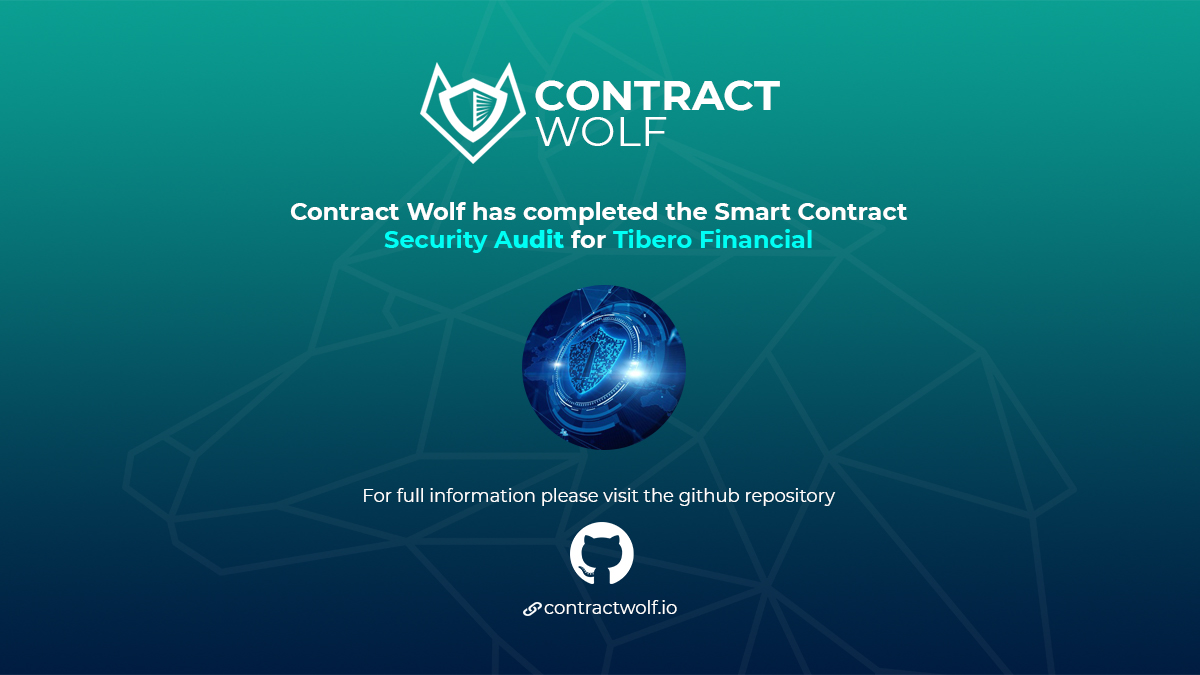 CONTRACT
WOLF
Contract Wolf has completed the Smart Contract
Security Audit for Tibero Financial
For full information please visit the github repository
contractwolf.io